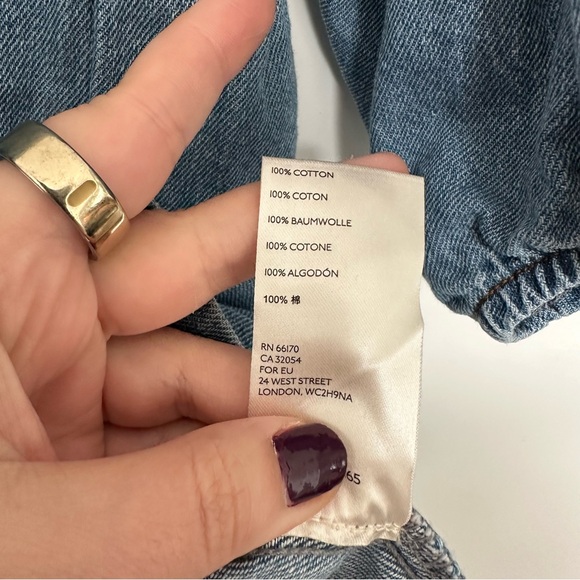 100% COTTON
100% COTON
100% BAUMWOLLE
100% COTONE
100% ALGODÓN
100% 棉
RN 66170
CA 32054
FOR EU
24 WEST STREET
LONDON, WC2H9NA
65